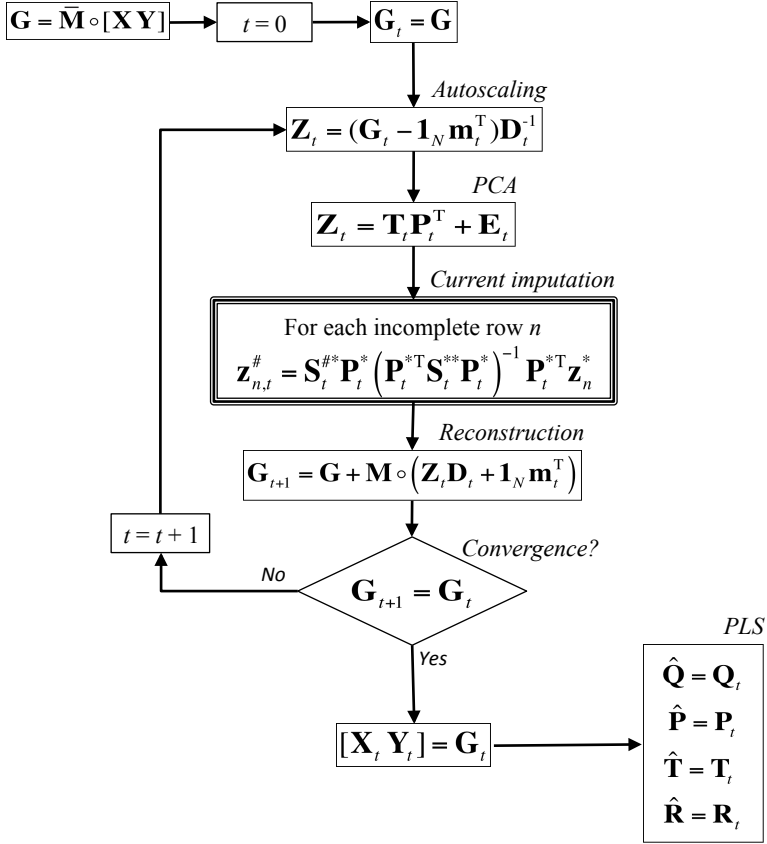 G = M̄ ∘ [X Y]
t = 0
G_t = G
Autoscaling
Z_t = (G_t − 1_N m_t^T)D_t^-1
PCA
Z_t = T_t P_t^T + E_t
Current imputation
For each incomplete row n
z_{n,t}^# = S_t^{#*} P_t^* (P_t^{*T} S_t^{**} P_t^*)^{−1} P_t^{*T} z_n^*
Reconstruction
G_{t+1} = G + M ∘ (Z_t D_t + 1_N m_t^T)
t = t + 1
Convergence?
No
G_{t+1} = G_t
Yes
PLS
[X_t Y_t] = G_t
Q̂ = Q_t
P̂ = P_t
T̂ = T_t
R̂ = R_t